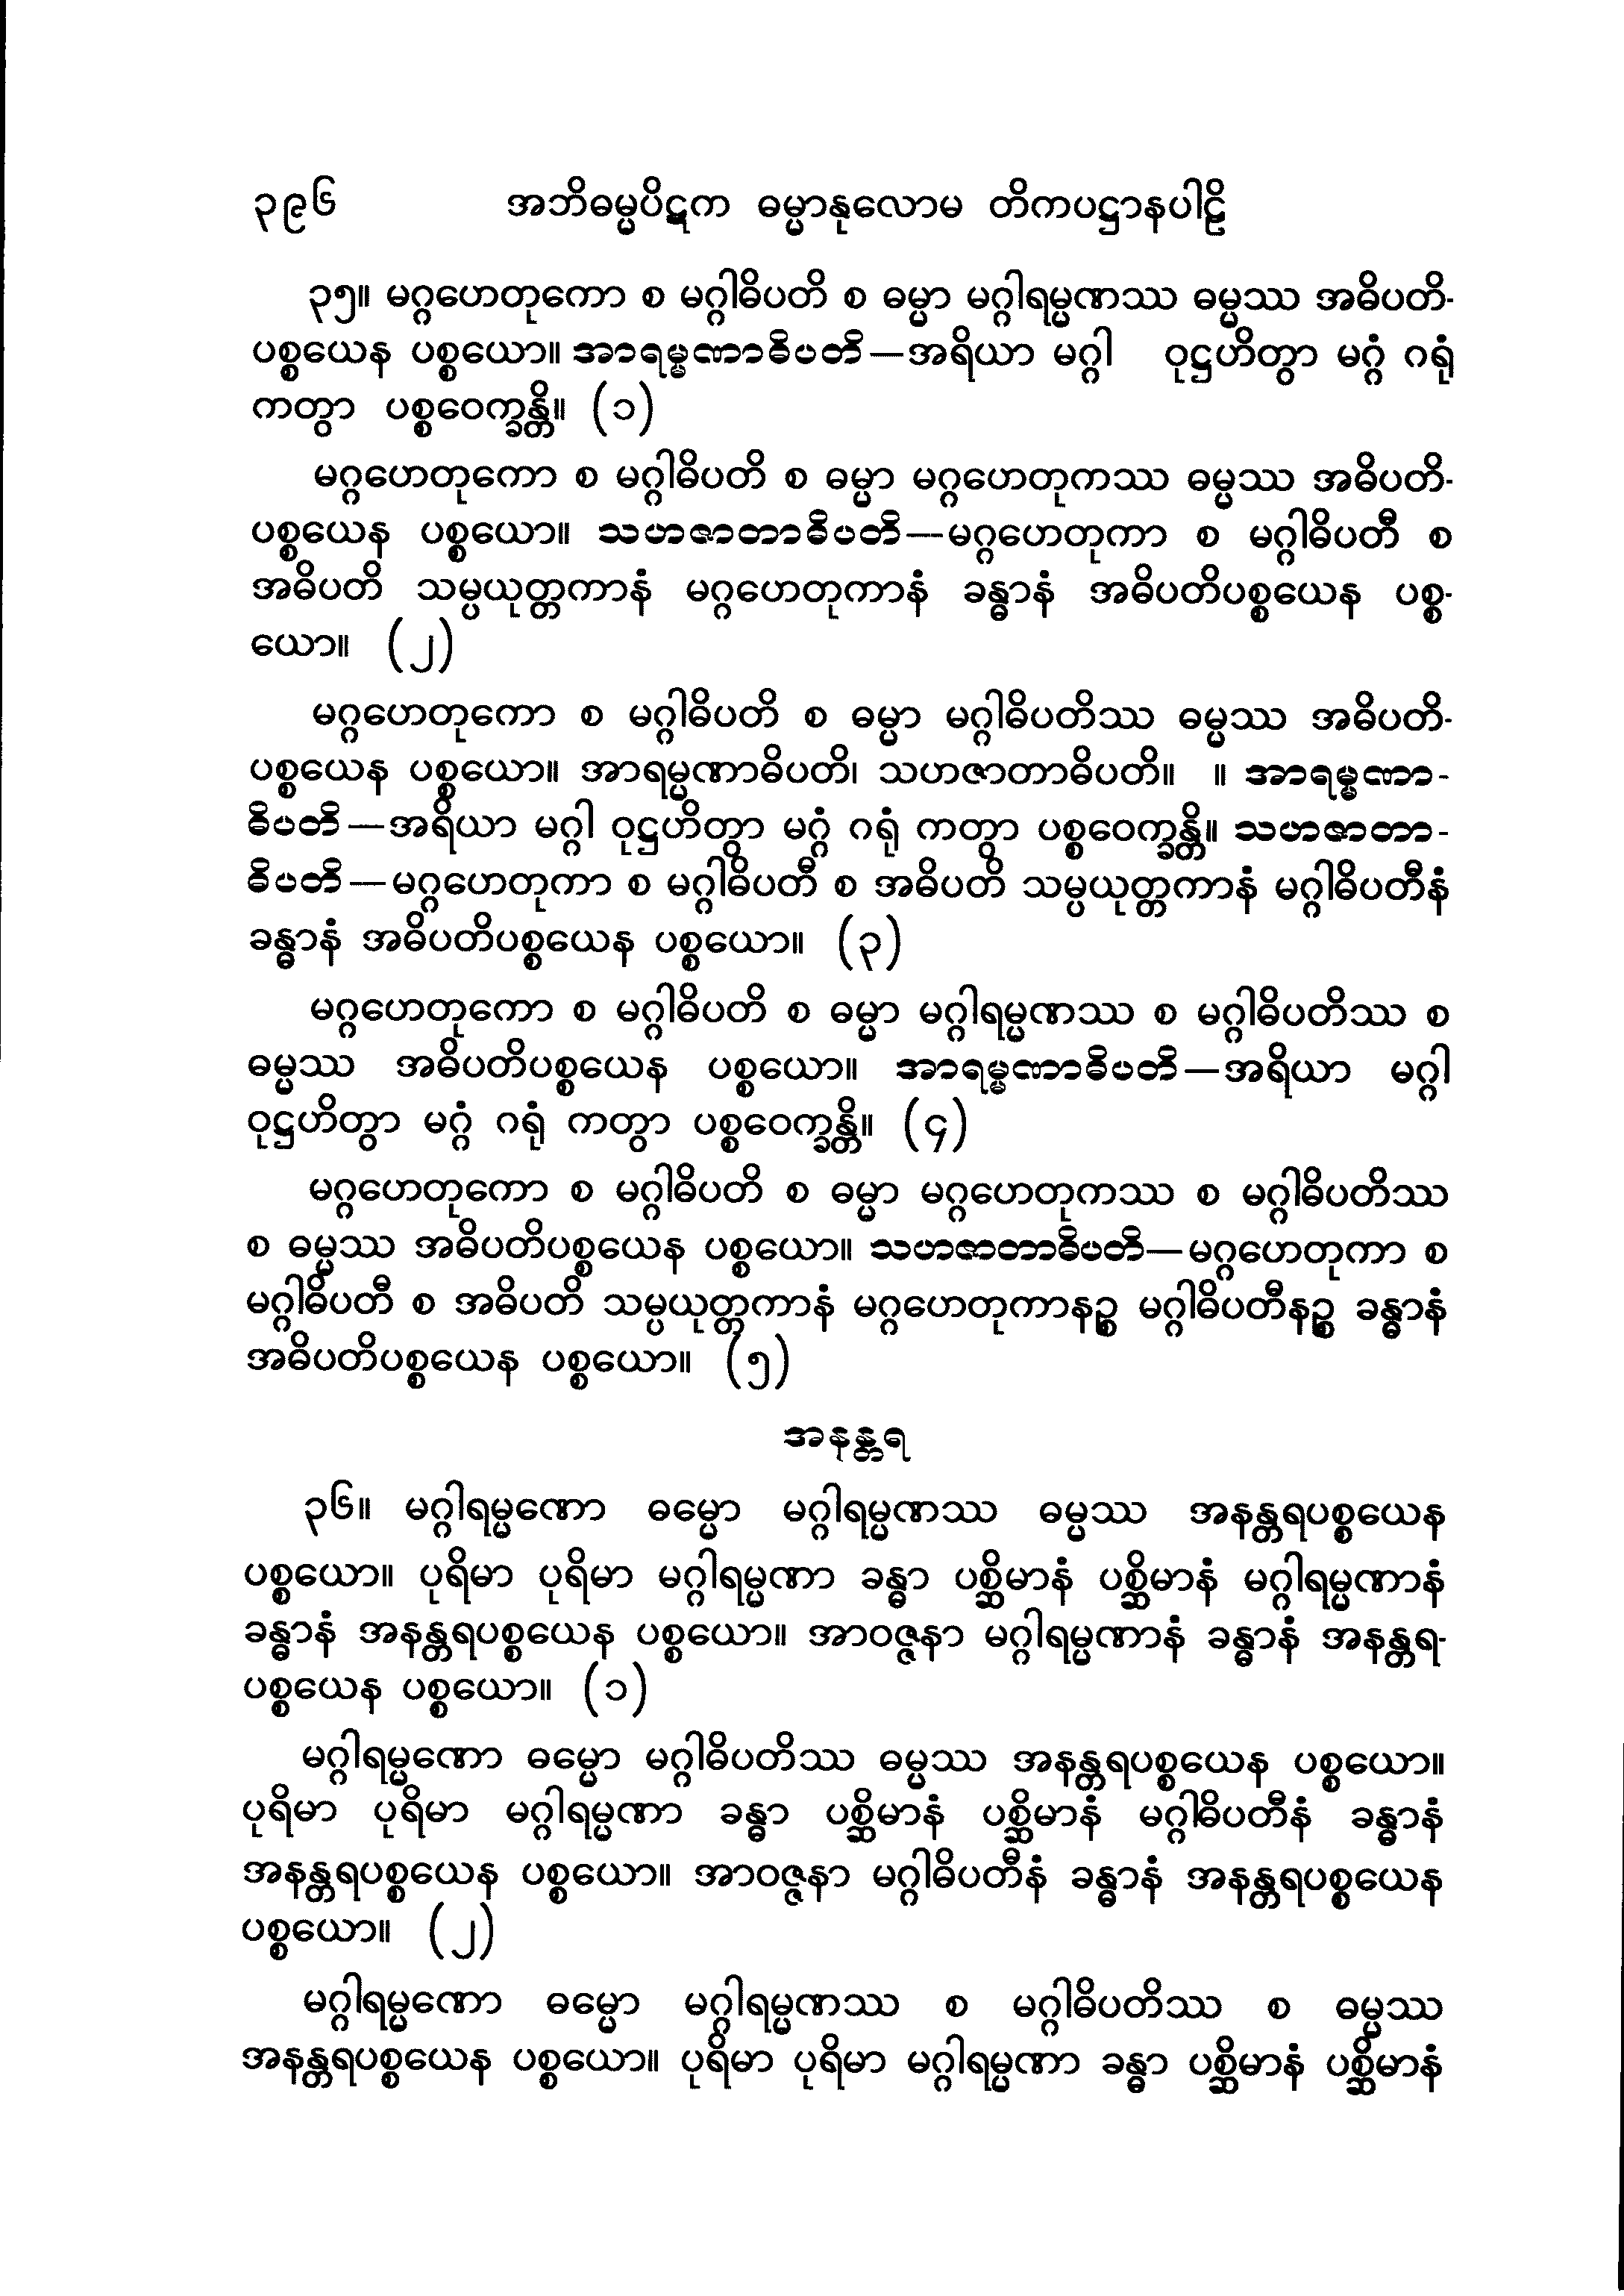 ၃၉၆ အဘိဓမ္မပိဋက ဓမ္မာနုလောမ တိကပဋ္ဌာနပါဠိ
၃၅။ မဂ္ဂဟေတုကော စ မဂ္ဂါဓိပတိ စ ဓမ္မာ မဂ္ဂါရမ္မဏဿ ဓမ္မဿ အဓိပတိ-
ပစ္စယေန ပစ္စယော။ အာရမ္မဏာဓိပတိ—အရိယာ မဂ္ဂါ ဝုဋ္ဌဟိတွာ မဂ္ဂံ ဂရုံ
ကတွာ ပစ္စဝေက္ခန္တိ။ (၁)
မဂ္ဂဟေတုကော စ မဂ္ဂါဓိပတိ စ ဓမ္မာ မဂ္ဂဟေတုကဿ ဓမ္မဿ အဓိပတိ-
ပစ္စယေန ပစ္စယော။ သဟဇာတာဓိပတိ—မဂ္ဂဟေတုကာ စ မဂ္ဂါဓိပတီ စ
အဓိပတိ သမ္ပယုတ္တကာနံ မဂ္ဂဟေတုကာနံ ခန္ဓာနံ အဓိပတိပစ္စယေန ပစ္စ-
ယော။ (၂)
မဂ္ဂဟေတုကော စ မဂ္ဂါဓိပတိ စ ဓမ္မာ မဂ္ဂါဓိပတိဿ ဓမ္မဿ အဓိပတိ-
ပစ္စယေန ပစ္စယော။ အာရမ္မဏာဓိပတိ၊ သဟဇာတာဓိပတိ။ ။ အာရမ္မဏာ-
ဓိပတိ—အရိယာ မဂ္ဂါ ဝုဋ္ဌဟိတွာ မဂ္ဂံ ဂရုံ ကတွာ ပစ္စဝေက္ခန္တိ။ သဟဇာတာ-
ဓိပတိ—မဂ္ဂဟေတုကာ စ မဂ္ဂါဓိပတီ စ အဓိပတိ သမ္ပယုတ္တကာနံ မဂ္ဂါဓိပတီနံ
ခန္ဓာနံ အဓိပတိပစ္စယေန ပစ္စယော။ (၃)
မဂ္ဂဟေတုကော စ မဂ္ဂါဓိပတိ စ ဓမ္မာ မဂ္ဂါရမ္မဏဿ စ မဂ္ဂါဓိပတိဿ စ
ဓမ္မဿ အဓိပတိပစ္စယေန ပစ္စယော။ အာရမ္မဏာဓိပတိ—အရိယာ မဂ္ဂါ
ဝုဋ္ဌဟိတွာ မဂ္ဂံ ဂရုံ ကတွာ ပစ္စဝေက္ခန္တိ။ (၄)
မဂ္ဂဟေတုကော စ မဂ္ဂါဓိပတိ စ ဓမ္မာ မဂ္ဂဟေတုကဿ စ မဂ္ဂါဓိပတိဿ
စ ဓမ္မဿ အဓိပတိပစ္စယေန ပစ္စယော။ သဟဇာတာဓိပတိ—မဂ္ဂဟေတုကာ စ
မဂ္ဂါဓိပတီ စ အဓိပတိ သမ္ပယုတ္တကာနံ မဂ္ဂဟေတုကာနဉ္စ မဂ္ဂါဓိပတီနဉ္စ ခန္ဓာနံ
အဓိပတိပစ္စယေန ပစ္စယော။ (၅)
အနန္တရ
၃၆။ မဂ္ဂါရမ္မဏော ဓမ္မော မဂ္ဂါရမ္မဏဿ ဓမ္မဿ အနန္တရပစ္စယေန
ပစ္စယော။ ပုရိမာ ပုရိမာ မဂ္ဂါရမ္မဏာ ခန္ဓာ ပစ္ဆိမာနံ ပစ္ဆိမာနံ မဂ္ဂါရမ္မဏာနံ
ခန္ဓာနံ အနန္တရပစ္စယေန ပစ္စယော။ အာဝဇ္ဇနာ မဂ္ဂါရမ္မဏာနံ ခန္ဓာနံ အနန္တရ-
ပစ္စယေန ပစ္စယော။ (၁)
မဂ္ဂါရမ္မဏော ဓမ္မော မဂ္ဂါဓိပတိဿ ဓမ္မဿ အနန္တရပစ္စယေန ပစ္စယော။
ပုရိမာ ပုရိမာ မဂ္ဂါရမ္မဏာ ခန္ဓာ ပစ္ဆိမာနံ ပစ္ဆိမာနံ မဂ္ဂါဓိပတီနံ ခန္ဓာနံ
အနန္တရပစ္စယေန ပစ္စယော။ အာဝဇ္ဇနာ မဂ္ဂါဓိပတီနံ ခန္ဓာနံ အနန္တရပစ္စယေန
ပစ္စယော။ (၂)
မဂ္ဂါရမ္မဏော ဓမ္မော မဂ္ဂါရမ္မဏဿ စ မဂ္ဂါဓိပတိဿ စ ဓမ္မဿ
အနန္တရပစ္စယေန ပစ္စယော။ ပုရိမာ ပုရိမာ မဂ္ဂါရမ္မဏာ ခန္ဓာ ပစ္ဆိမာနံ ပစ္ဆိမာနံ